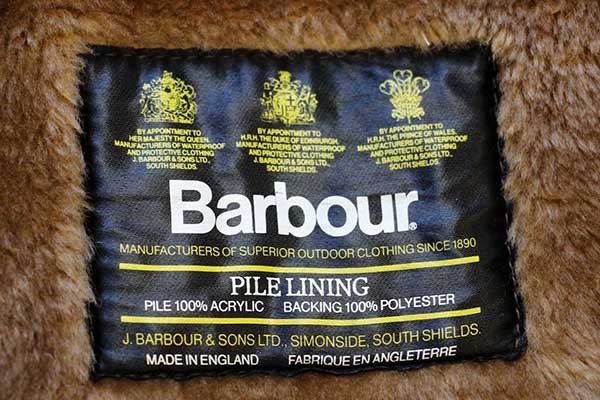 BY APPOINTMENT TO
HER MAJESTY THE QUEEN,
MANUFACTURERS OF WATERPROOF
AND PROTECTIVE CLOTHING
J. BARBOUR & SONS LTD.,
SOUTH SHIELDS.
BY APPOINTMENT TO
H.R.H. THE DUKE OF EDINBURGH,
MANUFACTURERS OF WATERPROOF
AND PROTECTIVE CLOTHING
J. BARBOUR & SONS LTD.,
SOUTH SHIELDS.
BY APPOINTMENT TO
H.R.H. THE PRINCE OF WALES,
MANUFACTURERS OF WATERPROOF
AND PROTECTIVE CLOTHING
J. BARBOUR & SONS LTD.,
SOUTH SHIELDS.
Barbour®
MANUFACTURERS OF SUPERIOR OUTDOOR CLOTHING SINCE 1890
PILE LINING
PILE 100% ACRYLIC BACKING 100% POLYESTER
J. BARBOUR & SONS LTD., SIMONSIDE, SOUTH SHIELDS.
MADE IN ENGLAND FABRIQUE EN ANGLETERRE